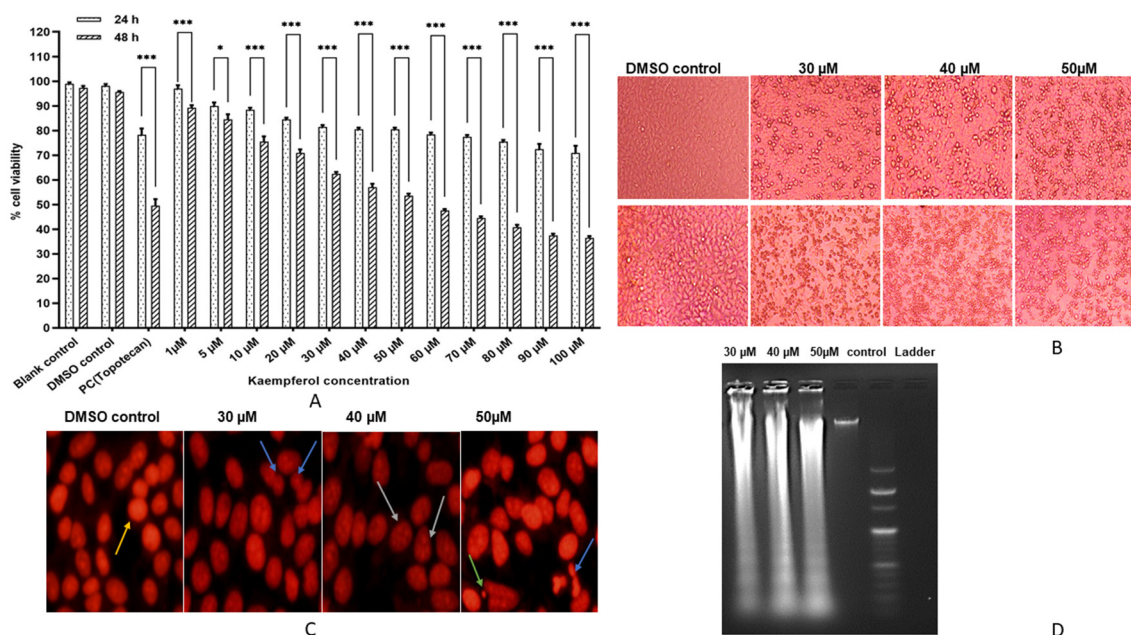 24 h
48 h
***
***
*
***
***
***
***
***
***
***
***
***
***
120
110
100
90
80
70
60
50
40
30
20
10
0
% cell viability
Blank control
DMSO control
PC(Topotecan)
1μM
5 μM
10 μM
20 μM
30 μM
40 μM
50 μM
60 μM
70 μM
80 μM
90 μM
100 μM
Kaempferol concentration
A
DMSO control 30 μM 40 μM 50μM
B
DMSO control 30 μM 40 μM 50μM
C
30 μM 40 μM 50μM control Ladder
D